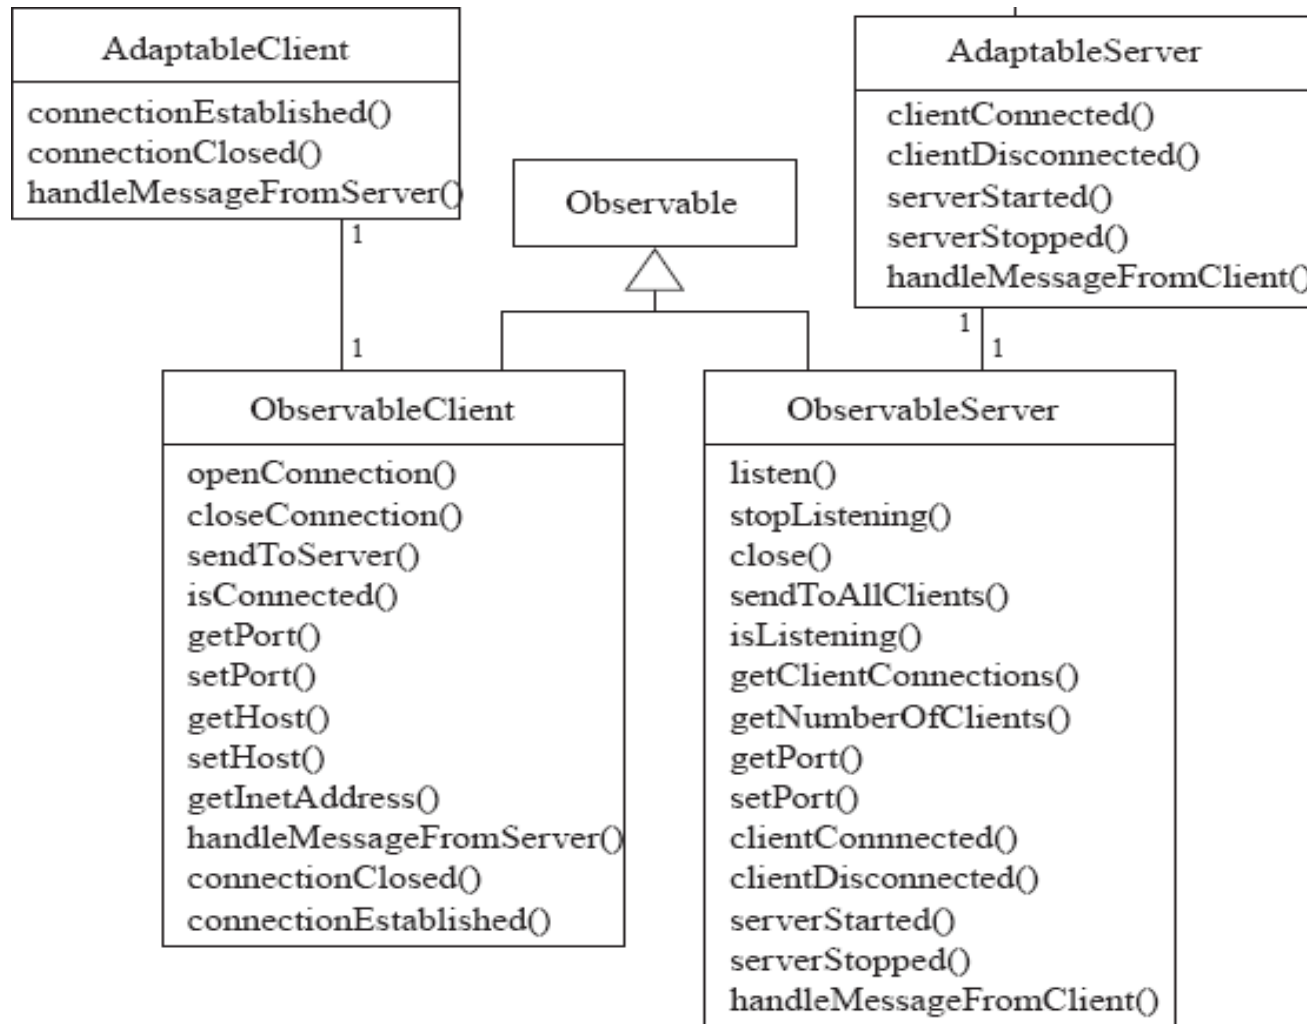 AdaptableClient
connectionEstablished()
connectionClosed()
handleMessageFromServer()
1
1
Observable
AdaptableServer
clientConnected()
clientDisconnected()
serverStarted()
serverStopped()
handleMessageFromClient()
1
1
ObservableClient
openConnection()
closeConnection()
sendToServer()
isConnected()
getPort()
setPort()
getHost()
setHost()
getInetAddress()
handleMessageFromServer()
connectionClosed()
connectionEstablished()
ObservableServer
listen()
stopListening()
close()
sendToAllClients()
isListening()
getClientConnections()
getNumberOfClients()
getPort()
setPort()
clientConnnected()
clientDisconnected()
serverStarted()
serverStopped()
handleMessageFromClient()